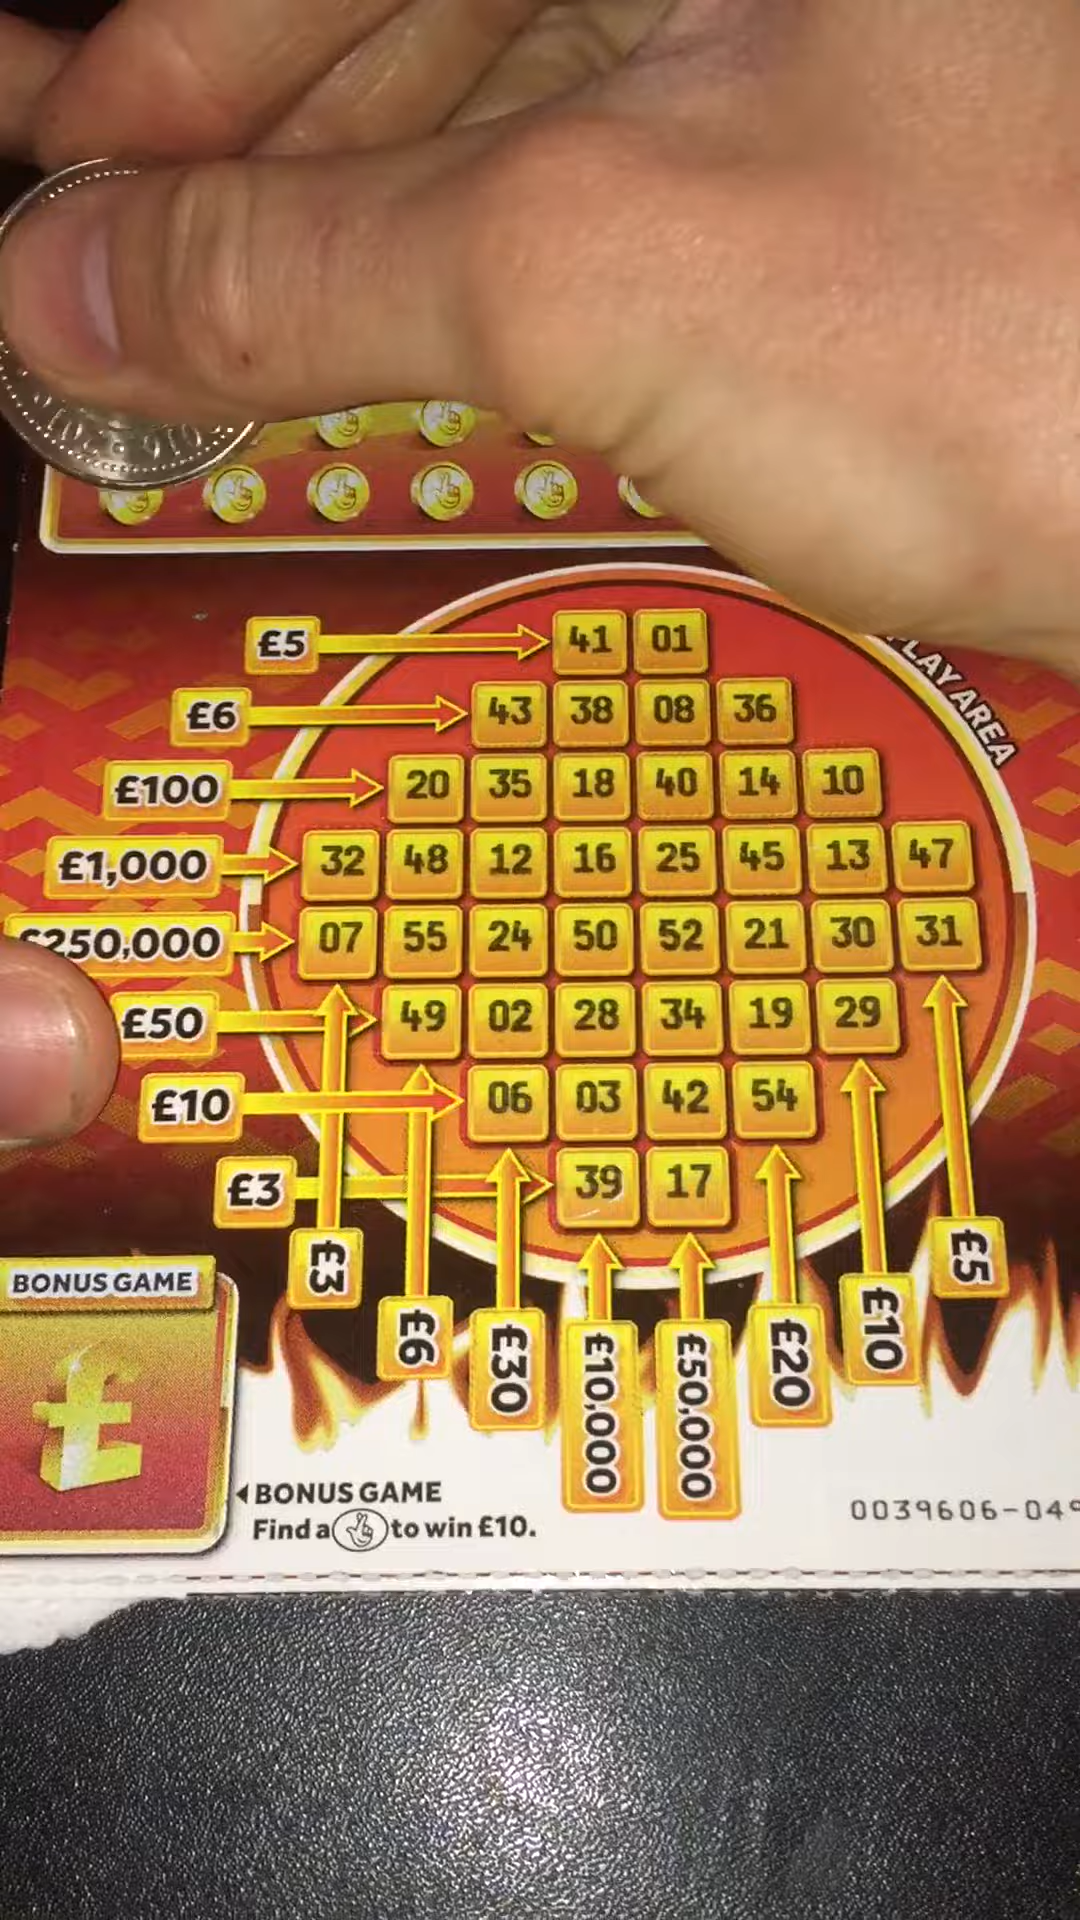 PLAY AREA
£5 41 01
£6 43 38 08 36
£100 20 35 18 40 14 10
£1,000 32 48 12 16 25 45 13 47
£250,000 07 55 24 50 52 21 30 31
£50 49 02 28 34 19 29
£10 06 03 42 54
£3 39 17
£3 £6 £30 £10,000 £50,000 £20 £10 £5
BONUS GAME
£
BONUS GAME
Find a to win £10.
0039606-049